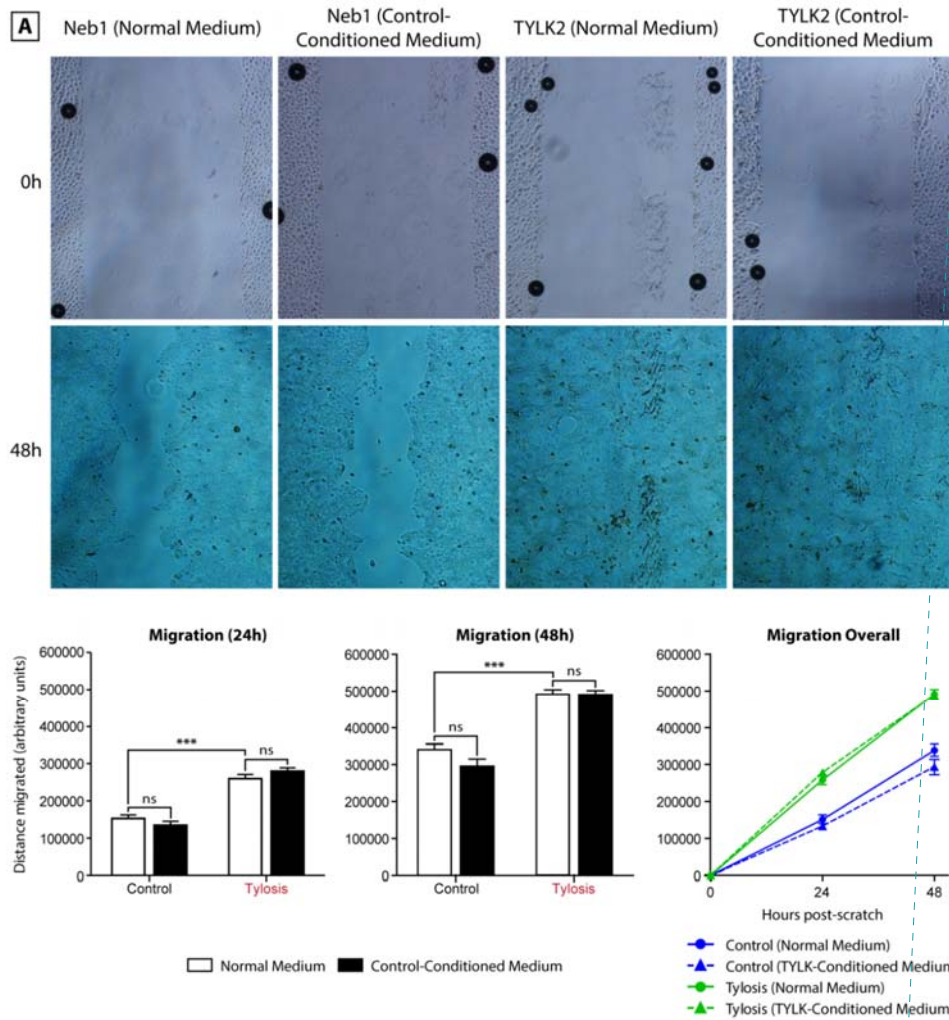 A
Neb1 (Normal Medium)
Neb1 (Control-
Conditioned Medium)
TYLK2 (Normal Medium)
TYLK2 (Control-
Conditioned Medium
0h
48h
Migration (24h)
Distance migrated (arbitrary units)
600000
500000
400000
300000
200000
100000
0
***
ns
ns
Control
Tylosis
Migration (48h)
600000
500000
400000
300000
200000
100000
0
***
ns
ns
Control
Tylosis
Migration Overall
600000
500000
400000
300000
200000
100000
0
0
24
48
Hours post-scratch
Normal Medium
Control-Conditioned Medium
Control (Normal Medium)
Control (TYLK-Conditioned Medium
Tylosis (Normal Medium)
Tylosis (TYLK-Conditioned Medium